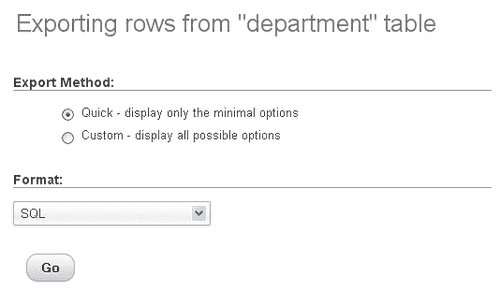 Exporting rows from "department" table
Export Method:
Quick - display only the minimal options
Custom - display all possible options
Format:
SQL
Go